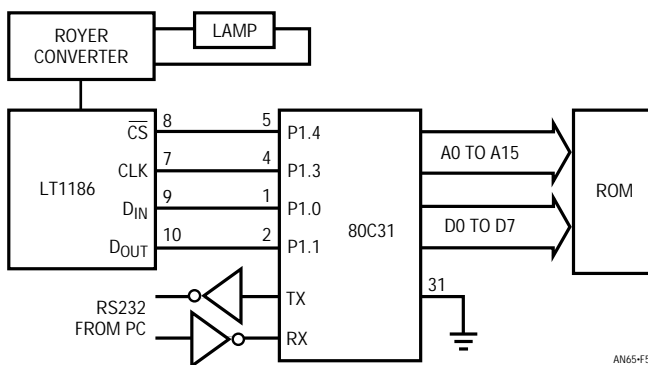 ROYER
CONVERTER
LAMP
LT1186
CS
8
CLK
7
DIN
9
DOUT
10
5
P1.4
4
P1.3
1
P1.0
2
P1.1
80C31
TX
RX
31
A0 TO A15
D0 TO D7
ROM
RS232
FROM PC